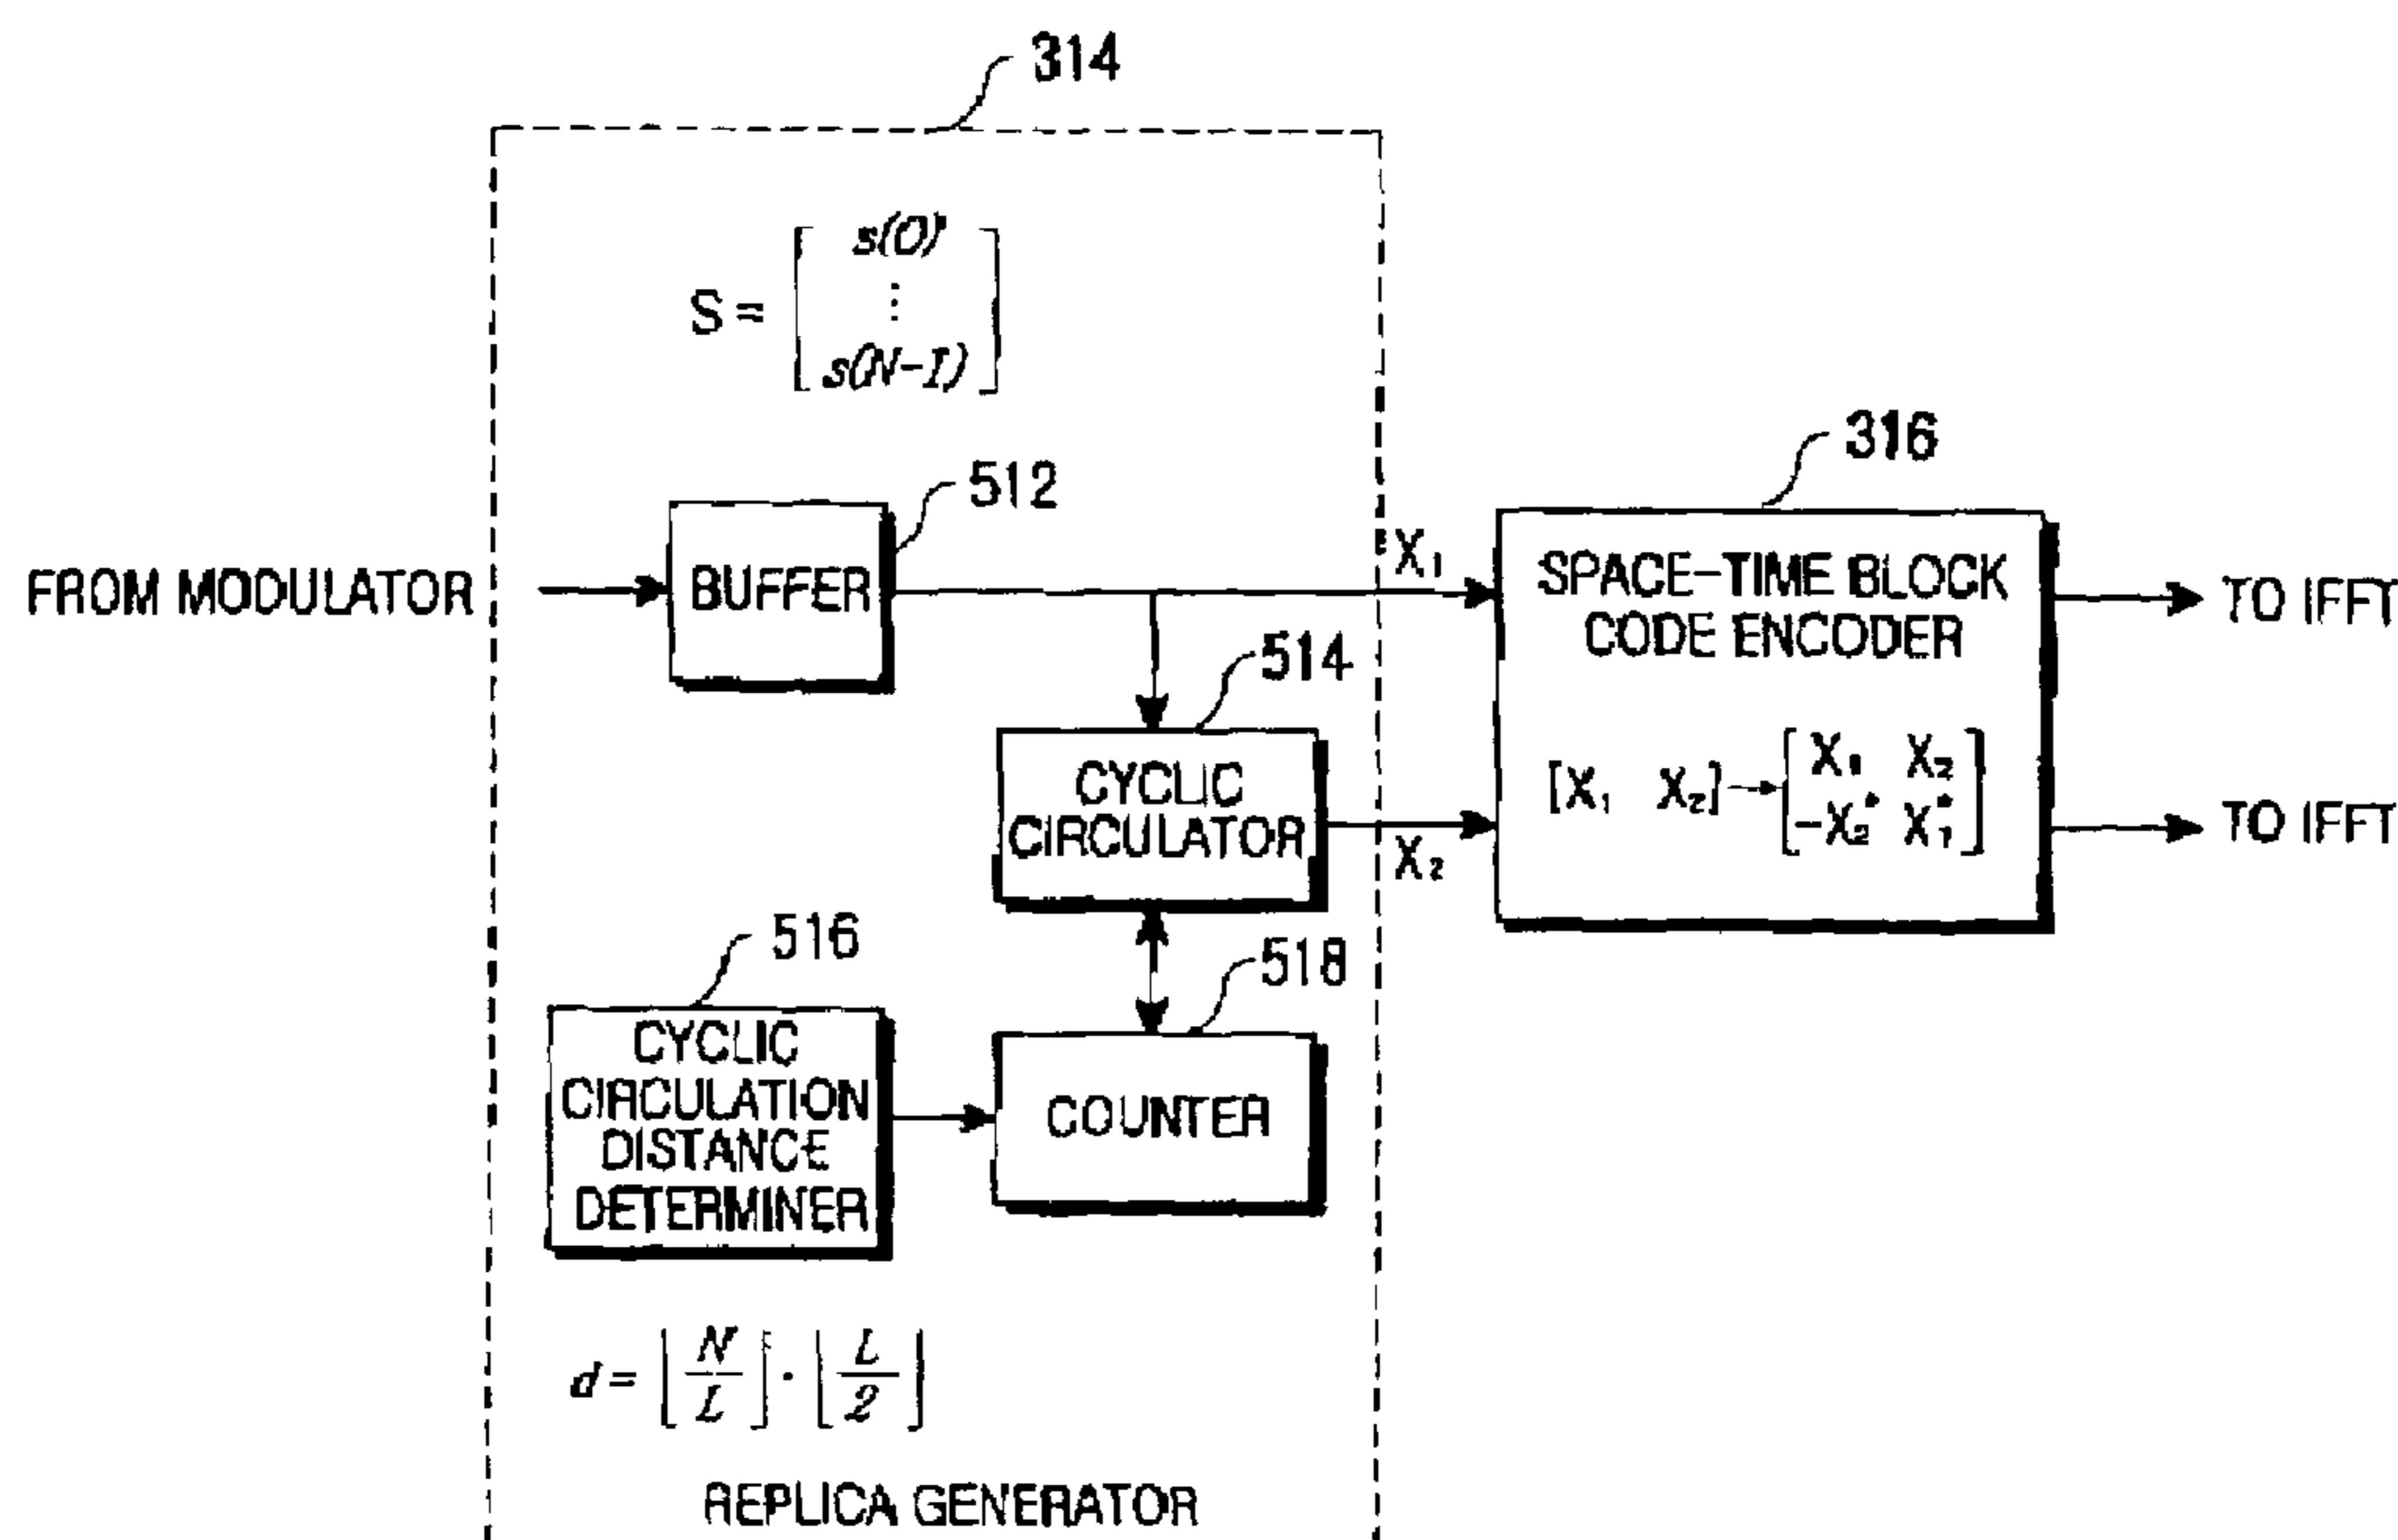 314
S = [ s(0) ⋮ s(N-1) ]
512
316
FROM MODULATOR
BUFFER
X₁
SPACE-TIME BLOCK
CODE ENCODER
TO IFFT
514
CYCLIC
CIRCULATOR
X₂
[X₁ X₂] → [ X₁ X₂
-X₂* X₁* ]
TO IFFT
516
518
CYCLIC
CIRCULATION
DISTANCE
DETERMINER
COUNTER
d = ⌊N/L⌋ · ⌊L/2⌋
REPLICA GENERATOR